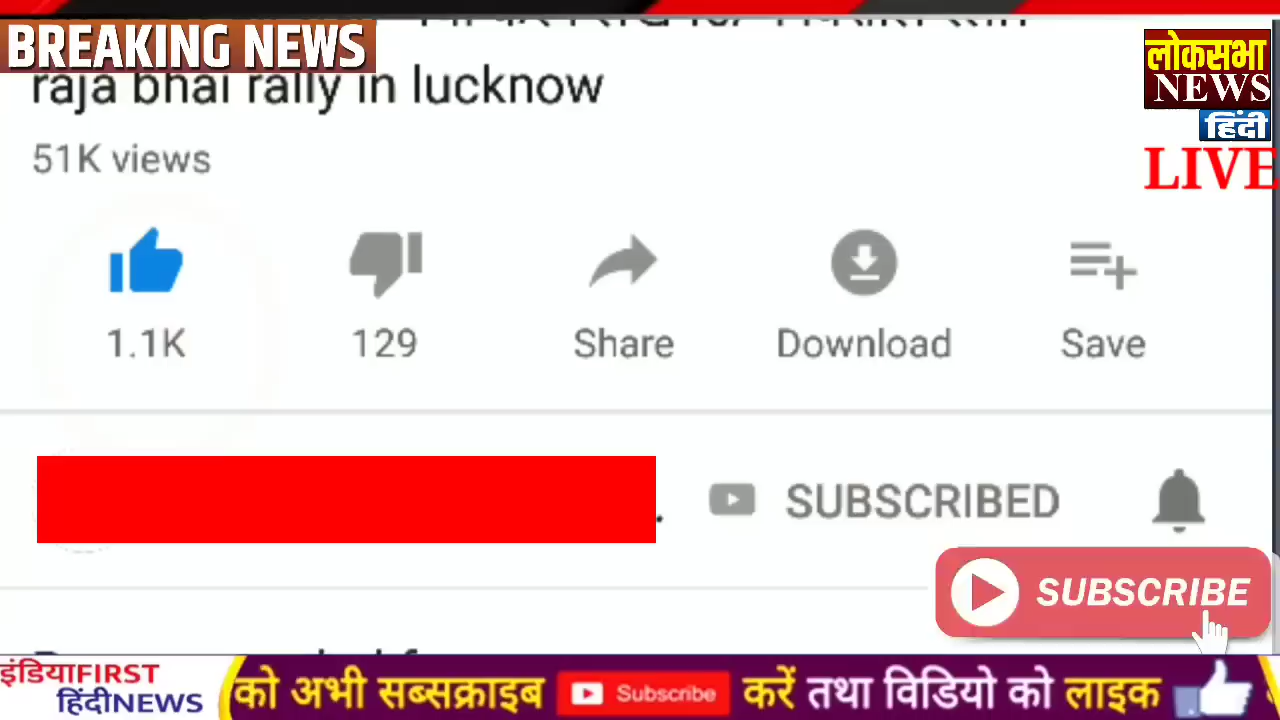 BREAKING NEWS
raja bhai rally in lucknow
51K views
लोकसभा
NEWS
हिंदी
LIVE
1.1K
129
Share
Download
Save
SUBSCRIBED
SUBSCRIBE
इंडियाFIRST
हिंदीNEWS
को अभी सब्सक्राइब Subscribe करें तथा विडियो को लाइक